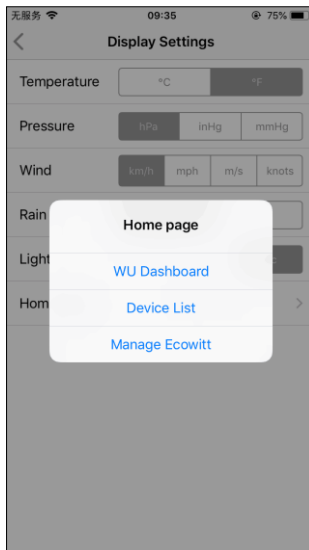 无服务 09:35 75%
Display Settings
Temperature °C °F
Pressure hPa inHg mmHg
Wind km/h mph m/s knots
Rain
Home page
Light
WU Dashboard
Hom
Device List
Manage Ecowitt